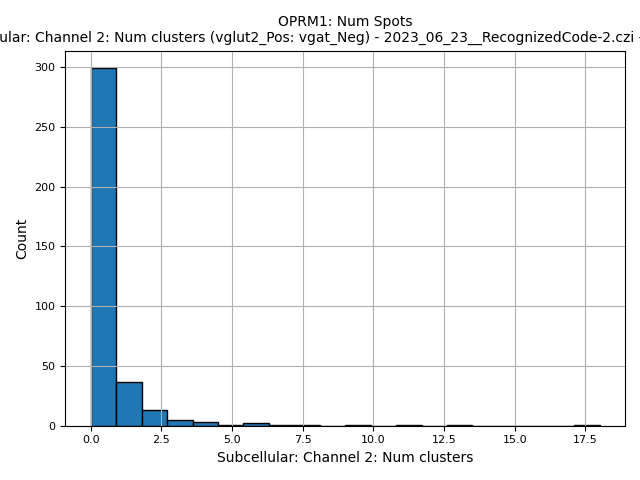 OPRM1: Num Spots
ular: Channel 2: Num clusters (vglut2_Pos: vgat_Neg) - 2023_06_23__RecognizedCode-2.czi -
300
250
200
150
100
50
0
Count
0.0 2.5 5.0 7.5 10.0 12.5 15.0 17.5
Subcellular: Channel 2: Num clusters